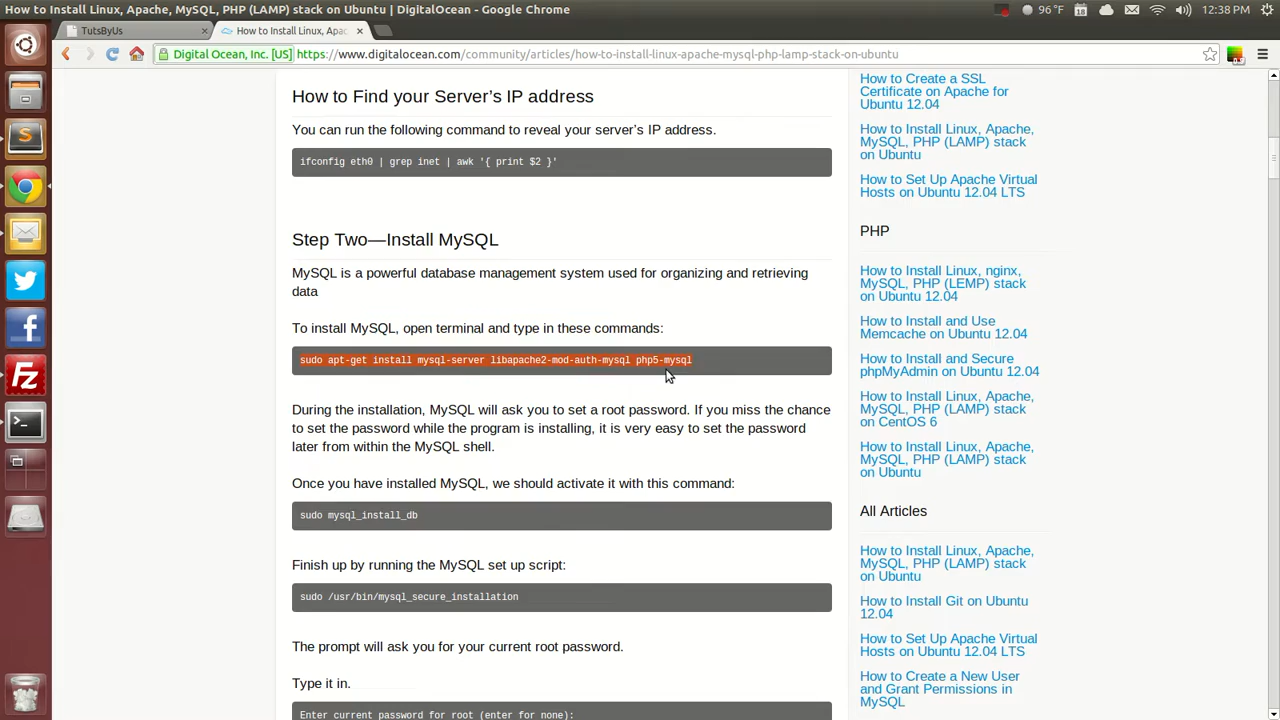 How to Install Linux, Apache, MySQL, PHP (LAMP) stack on Ubuntu | DigitalOcean - Google Chrome
96°F
18
12:38 PM
TutsByUs
How to Install Linux, Apac
Digital Ocean, Inc. [US]
https://www.digitalocean.com/community/articles/how-to-install-linux-apache-mysql-php-lamp-stack-on-ubuntu
How to Find your Server's IP address
You can run the following command to reveal your server's IP address.
ifconfig eth0 | grep inet | awk '{ print $2 }'
Step Two—Install MySQL
MySQL is a powerful database management system used for organizing and retrieving
data
To install MySQL, open terminal and type in these commands:
sudo apt-get install mysql-server libapache2-mod-auth-mysql php5-mysql
During the installation, MySQL will ask you to set a root password. If you miss the chance
to set the password while the program is installing, it is very easy to set the password
later from within the MySQL shell.
Once you have installed MySQL, we should activate it with this command:
sudo mysql_install_db
Finish up by running the MySQL set up script:
sudo /usr/bin/mysql_secure_installation
The prompt will ask you for your current root password.
Type it in.
Enter current password for root (enter for none):
How to Create a SSL
Certificate on Apache for
Ubuntu 12.04
How to Install Linux, Apache,
MySQL, PHP (LAMP) stack
on Ubuntu
How to Set Up Apache Virtual
Hosts on Ubuntu 12.04 LTS
PHP
How to Install Linux, nginx,
MySQL, PHP (LEMP) stack
on Ubuntu 12.04
How to Install and Use
Memcache on Ubuntu 12.04
How to Install and Secure
phpMyAdmin on Ubuntu 12.04
How to Install Linux, Apache,
MySQL, PHP (LAMP) stack
on CentOS 6
How to Install Linux, Apache,
MySQL, PHP (LAMP) stack
on Ubuntu
All Articles
How to Install Linux, Apache,
MySQL, PHP (LAMP) stack
on Ubuntu
How to Install Git on Ubuntu
12.04
How to Set Up Apache Virtual
Hosts on Ubuntu 12.04 LTS
How to Create a New User
and Grant Permissions in
MySQL